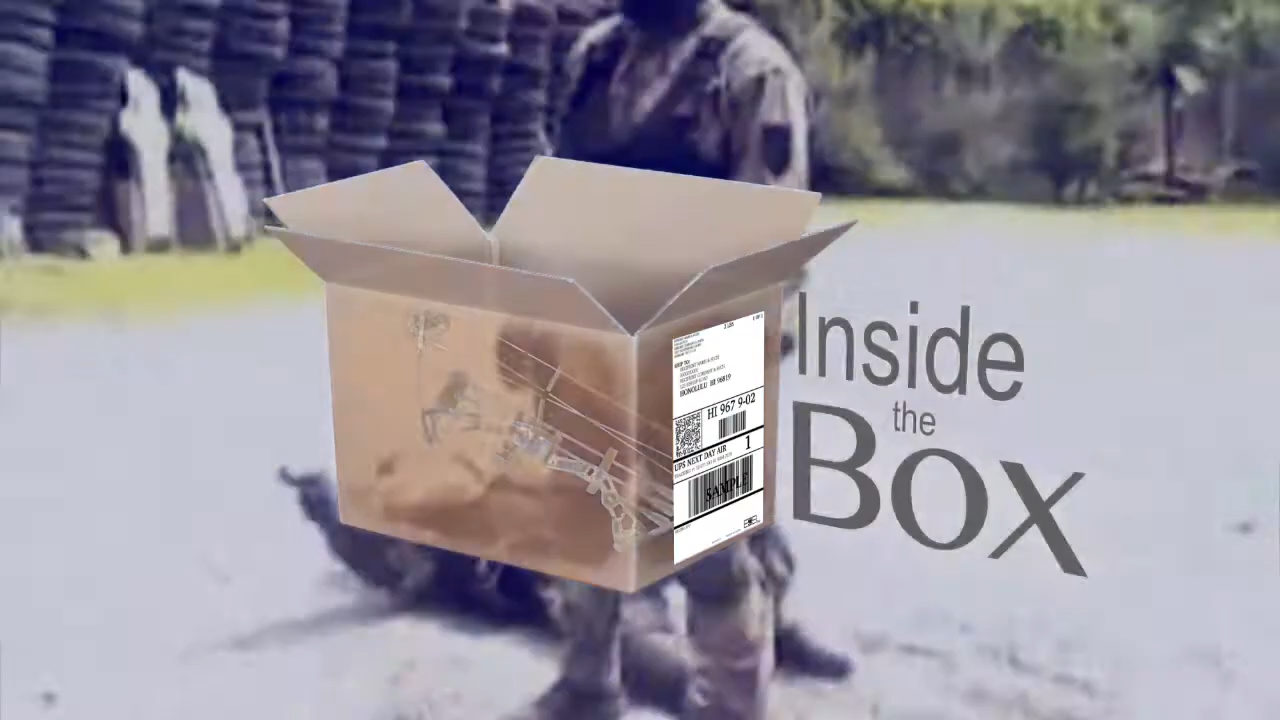 Inside
the
Box
SHIP TO:
HONOLULU HI 96819
HI 967 9-02
UPS NEXT DAY AIR
1
SAMPLE